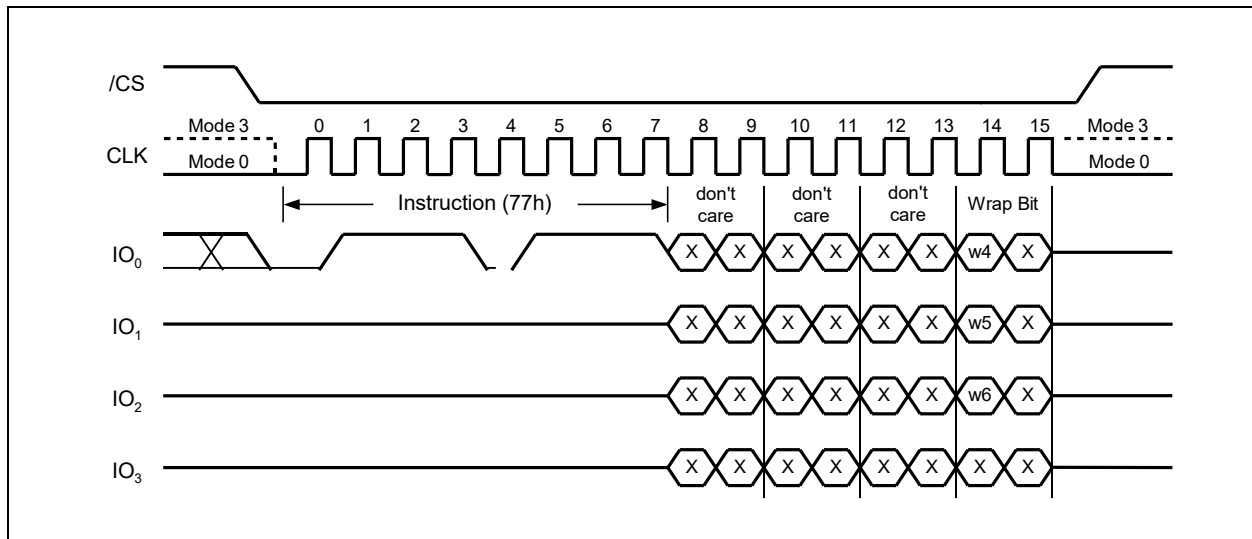 /CS
Mode 3 0 1 2 3 4 5 6 7 8 9 10 11 12 13 14 15 Mode 3
CLK Mode 0 Mode 0
Instruction (77h) don't care don't care don't care Wrap Bit
IO0 X X X X X X w4 X
IO1 X X X X X X w5 X
IO2 X X X X X X w6 X
IO3 X X X X X X X X